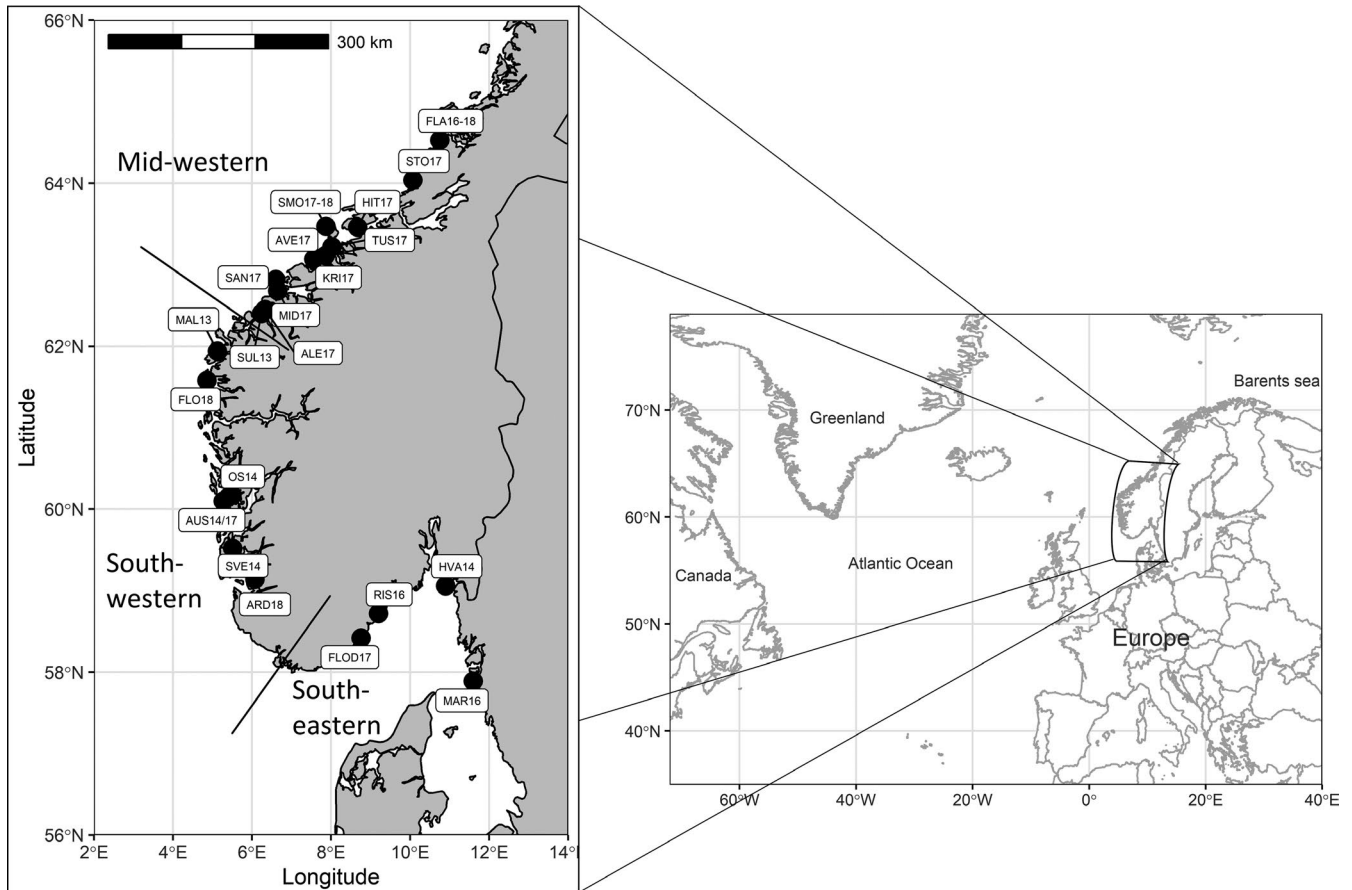 66°N
64°N
62°N
60°N
58°N
56°N
Latitude
300 km
Mid-western
FLA16-18
STO17
SMO17-18
HIT17
AVE17
TUS17
SAN17
KRI17
MAL13
MID17
SUL13
ALE17
FLO18
OS14
AUS14/17
South-
western
SVE14
ARD18
HVA14
RIS16
FLOD17
South-
eastern
MAR16
2°E
4°E
6°E
8°E
10°E
12°E
14°
Longitude
Barents sea
70°N
Greenland
60°N
Canada
Atlantic Ocean
50°N
Europe
40°N
60°W
40°W
20°W
0°
20°E
40°E